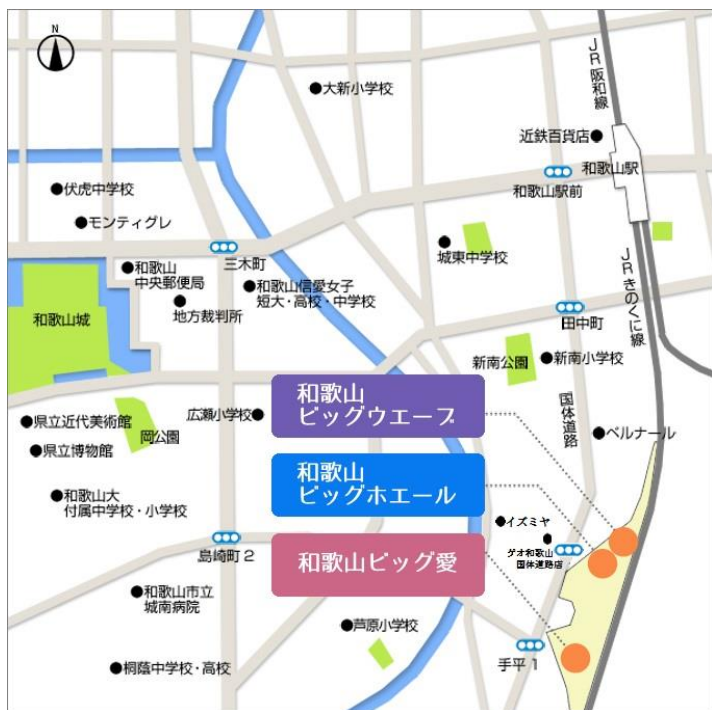 N
JR阪和線
大新小学校
近鉄百貨店
和歌山駅
和歌山駅前
伏虎中学校
モンティグレ
城東中学校
三木町
和歌山
中央郵便局
和歌山信愛女子
短大・高校・中学校
地方裁判所
JRきのくに線
和歌山城
田中町
新南公園
新南小学校
国体道路
和歌山
ビッグウエーブ
広瀬小学校
県立近代美術館
岡公園
県立博物館
ベルナール
和歌山
ビッグホエール
和歌山大
付属中学校・小学校
イズミヤ
ゲオ和歌山
国体道路店
島崎町2
和歌山ビッグ愛
和歌山市立
城南病院
芦原小学校
手平1
桐蔭中学校・高校